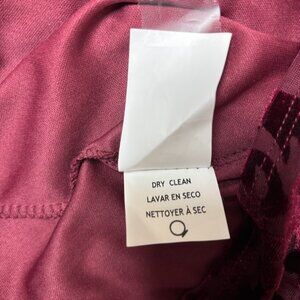 DRY CLEAN
LAVAR EN SECO
NETTOYER À SEC